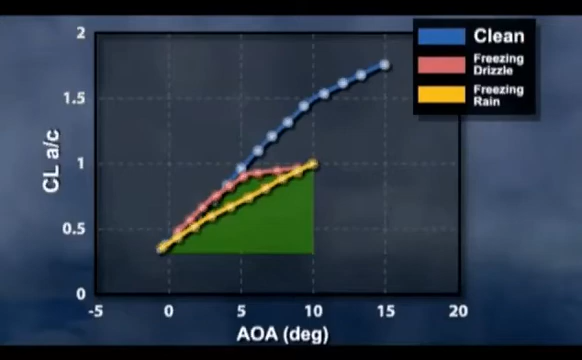 Clean
Freezing
Drizzle
Freezing
Rain
CL a/c
2
1.5
1
0.5
0
-5 0 5 10 15 20
AOA (deg)